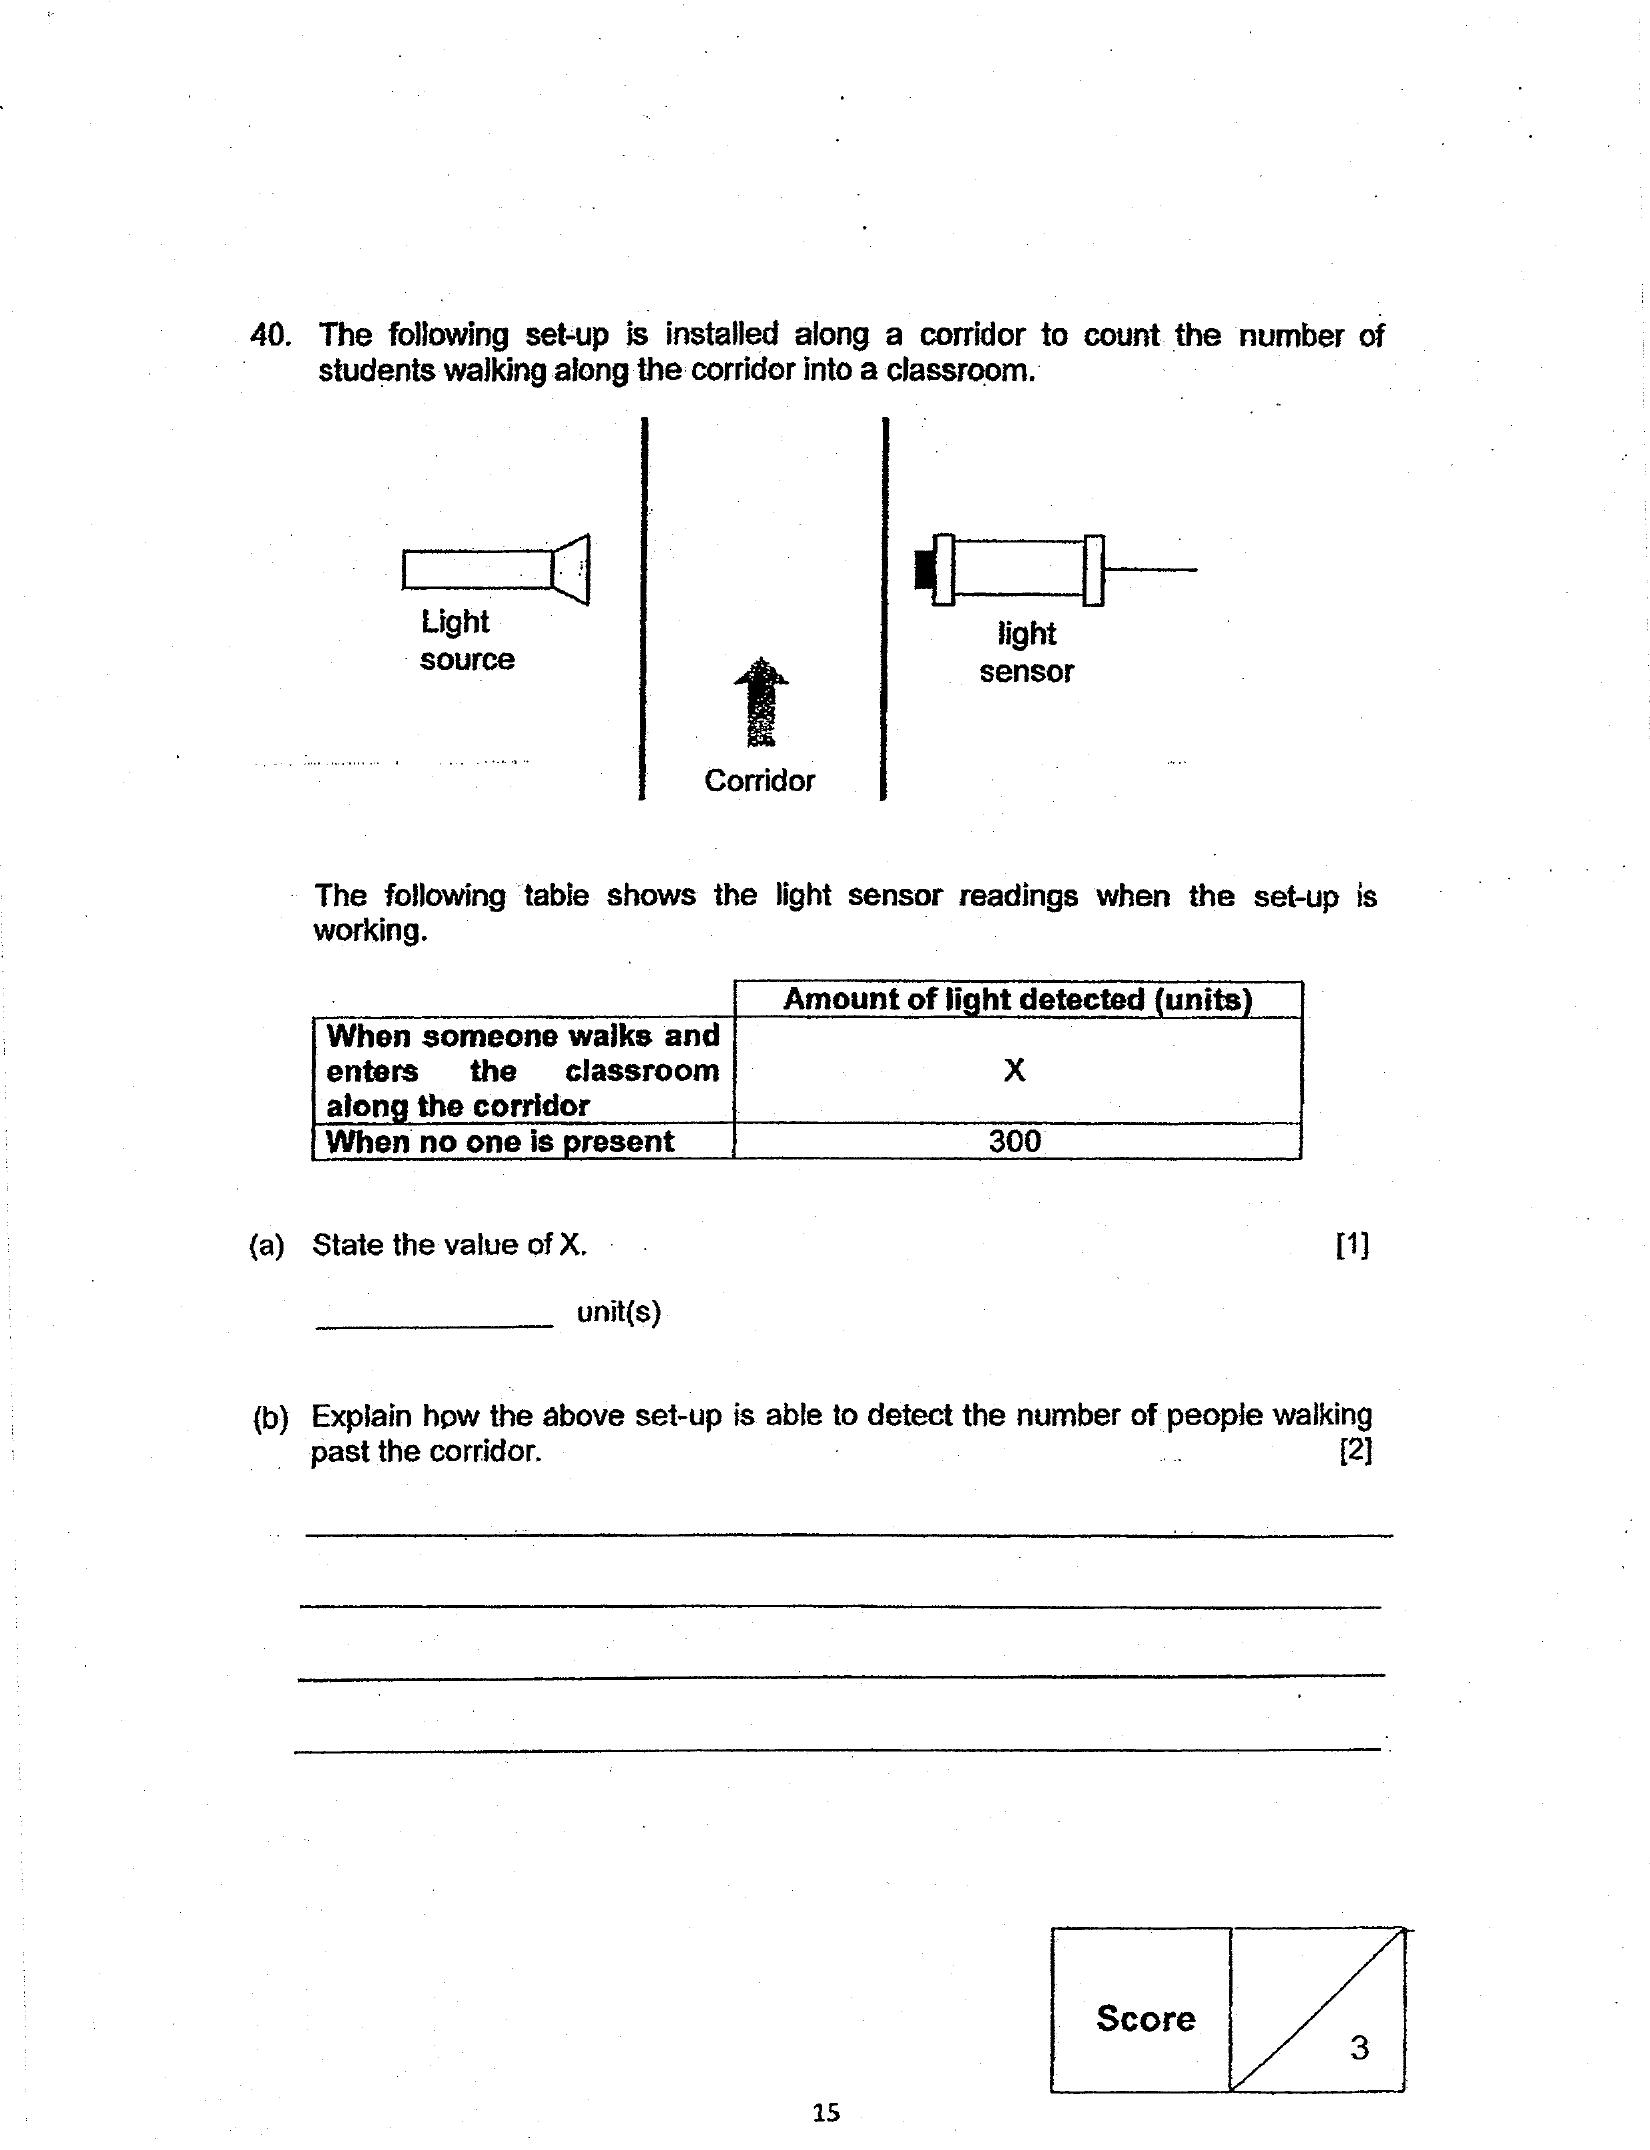 40. The following set-up is installed along a corridor to count the number of
students walking along the corridor into a classroom.
Light
source
light
sensor
Corridor
The following table shows the light sensor readings when the set-up is
working.
Amount of light detected (units)
When someone walks and
enters the classroom
along the corridor
X
When no one is present
300
(a) State the value of X. [1]
unit(s)
(b) Explain how the above set-up is able to detect the number of people walking
past the corridor. [2]
Score
3
15